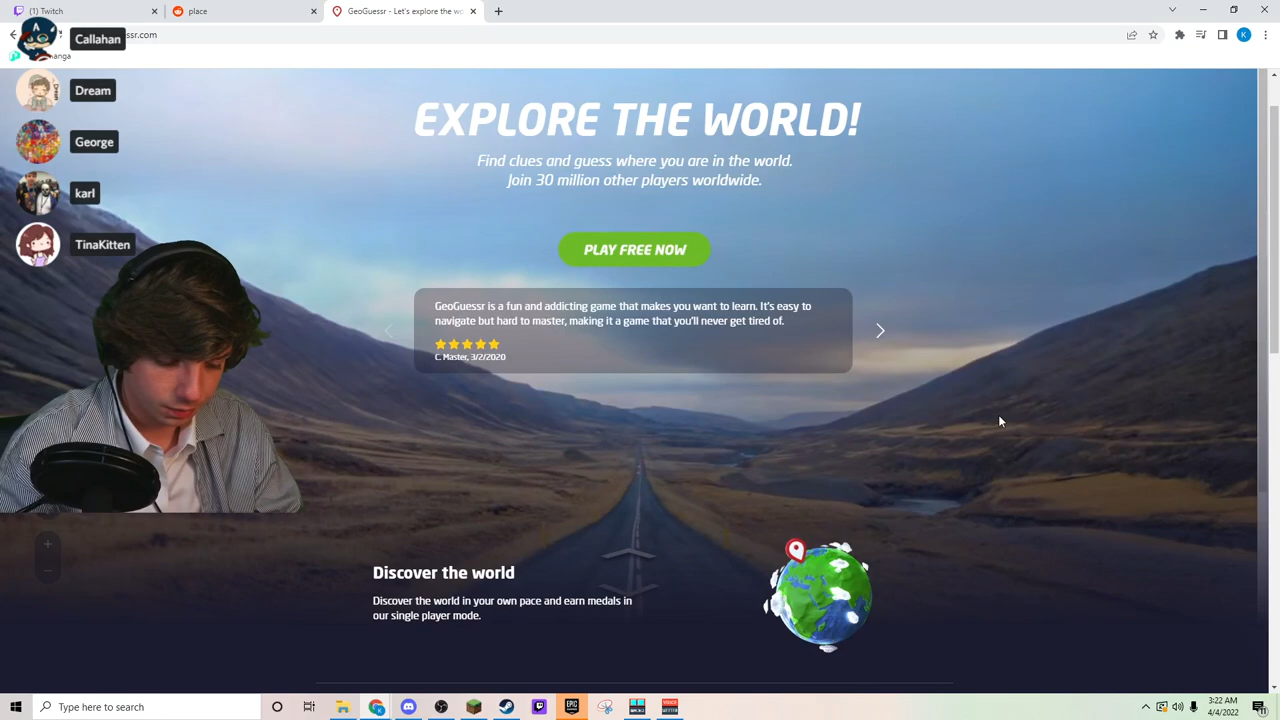 (1) Twitch
place
GeoGuessr - Let's explore the wo
ssr.com
anga
Callahan
Dream
George
karl
TinaKitten
EXPLORE THE WORLD!
Find clues and guess where you are in the world.
Join 30 million other players worldwide.
PLAY FREE NOW
GeoGuessr is a fun and addicting game that makes you want to learn. It's easy to
navigate but hard to master, making it a game that you'll never get tired of.
C. Master, 3/2/2020
Discover the world
Discover the world in your own pace and earn medals in
our single player mode.
Type here to search
3:22 AM
4/4/2022